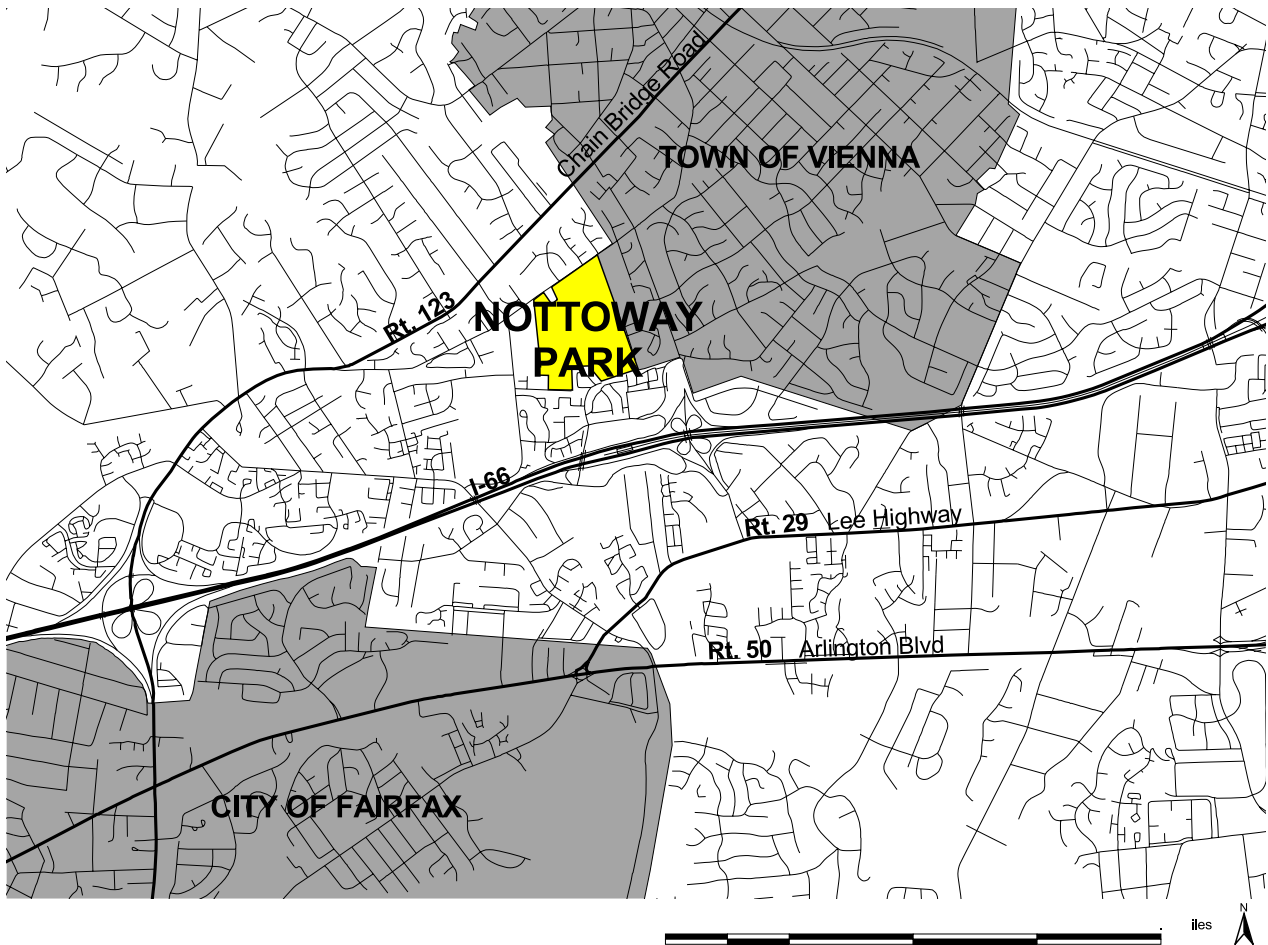 Chain Bridge Road
TOWN OF VIENNA
Rt. 123
NOTTOWAY
PARK
I-66
Rt. 29 Lee Highway
Rt. 50 Arlington Blvd
CITY OF FAIRFAX
iles
N